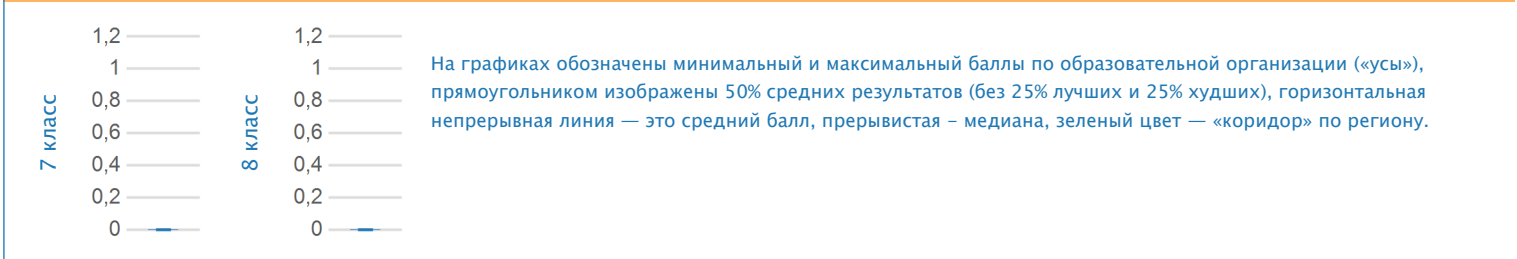 7 класс
1,2
1
0,8
0,6
0,4
0,2
0
8 класс
1,2
1
0,8
0,6
0,4
0,2
0
На графиках обозначены минимальный и максимальный баллы по образовательной организации («усы»),
прямоугольником изображены 50% средних результатов (без 25% лучших и 25% худших), горизонтальная
непрерывная линия — это средний балл, прерывистая – медиана, зеленый цвет — «коридор» по региону.